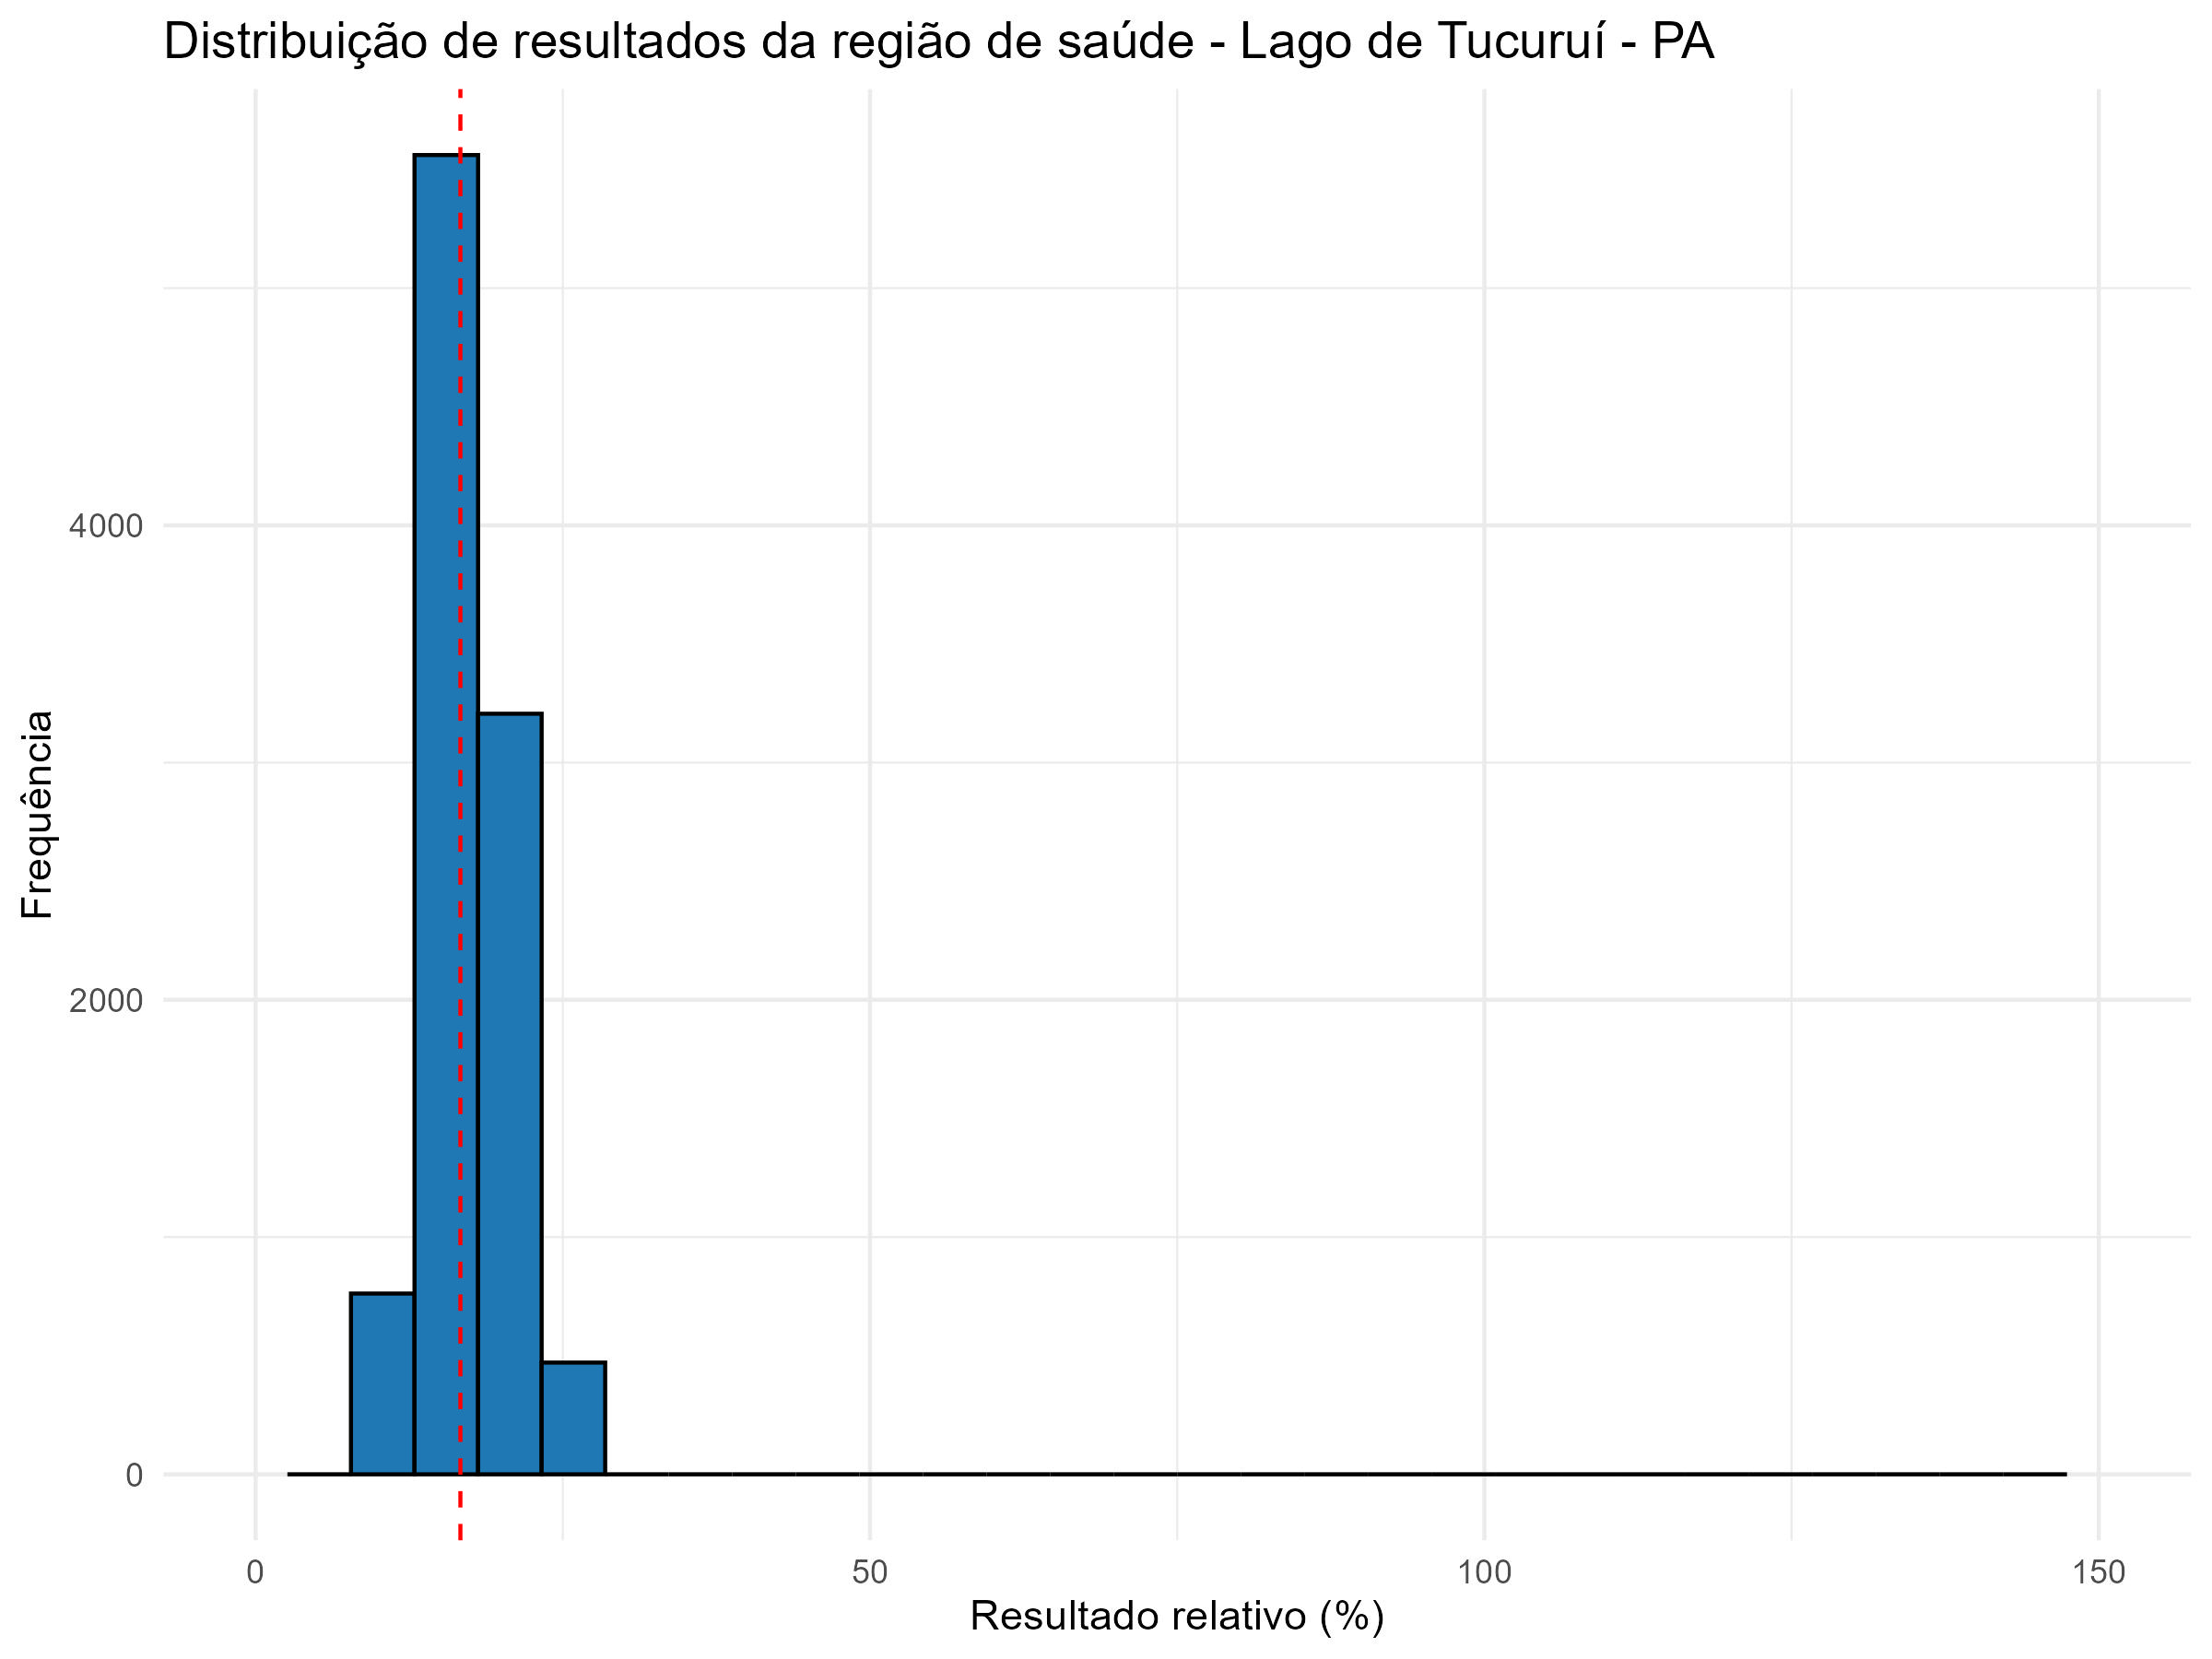 Distribuição de resultados da região de saúde - Lago de Tucuruí - PA
Frequência
4000
2000
0
0 50 100 150
Resultado relativo (%)